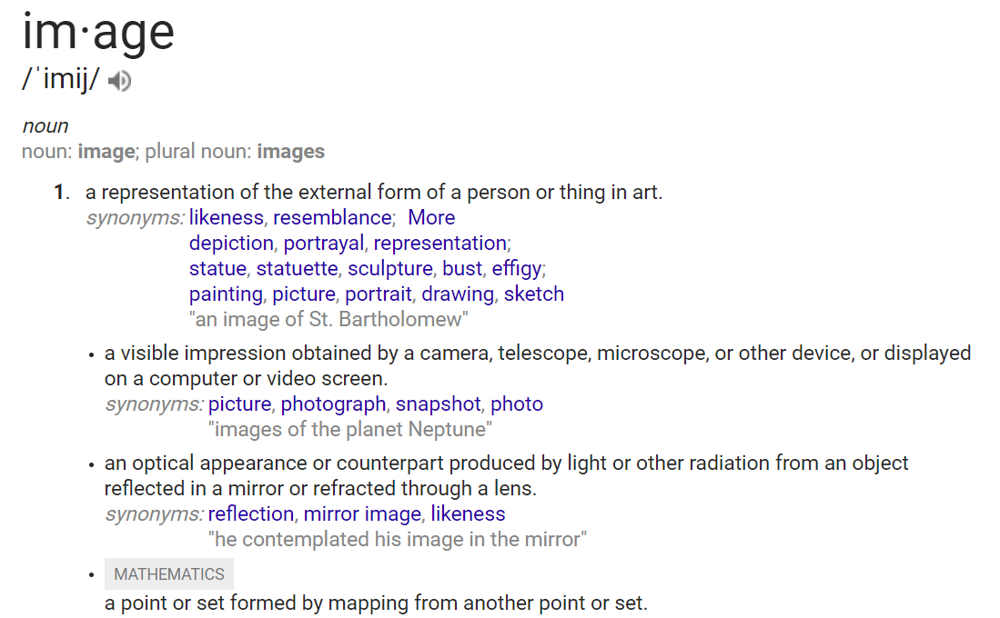 im·age
/ˈimij/
noun
noun: image; plural noun: images
1. a representation of the external form of a person or thing in art.
synonyms: likeness, resemblance; More
depiction, portrayal, representation;
statue, statuette, sculpture, bust, effigy;
painting, picture, portrait, drawing, sketch
"an image of St. Bartholomew"
• a visible impression obtained by a camera, telescope, microscope, or other device, or displayed
on a computer or video screen.
synonyms: picture, photograph, snapshot, photo
"images of the planet Neptune"
• an optical appearance or counterpart produced by light or other radiation from an object
reflected in a mirror or refracted through a lens.
synonyms: reflection, mirror image, likeness
"he contemplated his image in the mirror"
• MATHEMATICS
a point or set formed by mapping from another point or set.